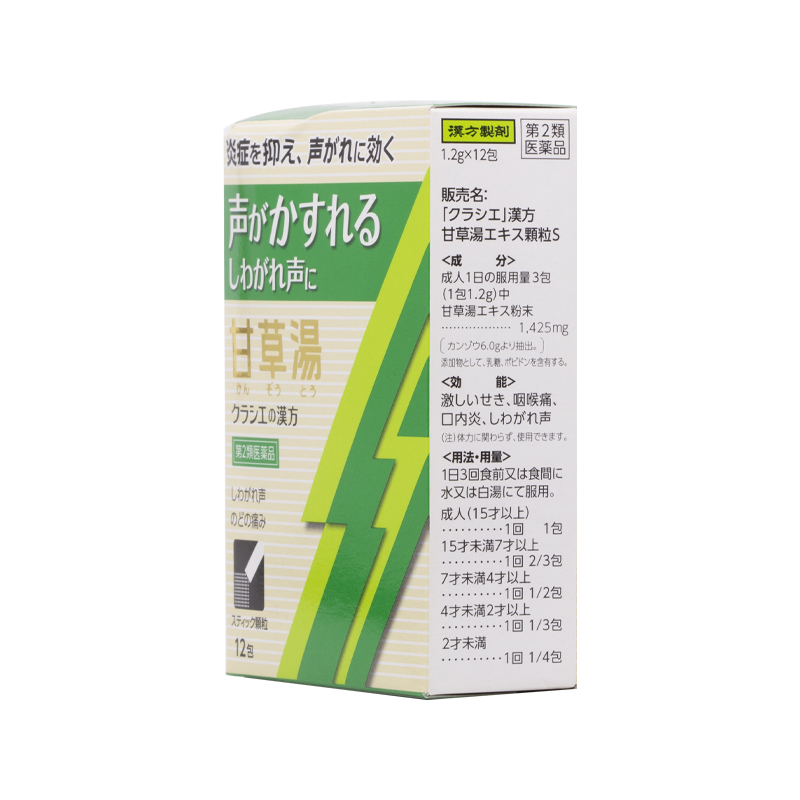 炎症を抑え、声がれに効く
声がかすれる
しわがれ声に
甘草湯
かんぞうとう
クラシエの漢方
第2類医薬品
しわがれ声
のどの痛み
スティック顆粒
12包
漢方製剤
第2類
医薬品
1.2g×12包
販売名：
「クラシエ」漢方
甘草湯エキス顆粒S
<成　分>
成人1日の服用量3包
(1包1.2g)中
甘草湯エキス粉末
………………… 1,425mg
〔カンゾウ6.0gより抽出。〕
添加物として、乳糖、ポビドンを含有する。
<効　能>
激しいせき、咽喉痛、
口内炎、しわがれ声
(注)体力に関わらず、使用できます。
<用法・用量>
1日3回食前又は食間に
水又は白湯にて服用。
成人(15才以上)
··········1回　1包
15才未満7才以上
··········1回 2/3包
7才未満4才以上
··········1回 1/2包
4才未満2才以上
··········1回 1/3包
2才未満
··········1回 1/4包